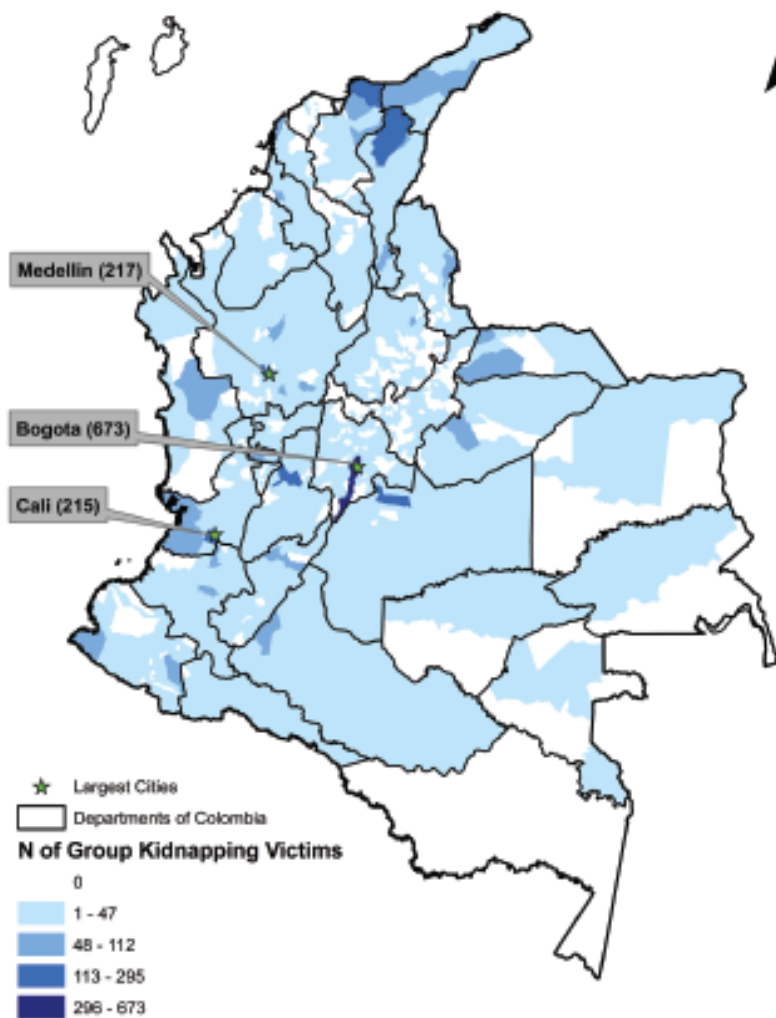 Medellin (217)
Bogota (673)
Cali (215)
Largest Cities
Departments of Colombia
N of Group Kidnapping Victims
0
1 - 47
48 - 112
113 - 295
296 - 673